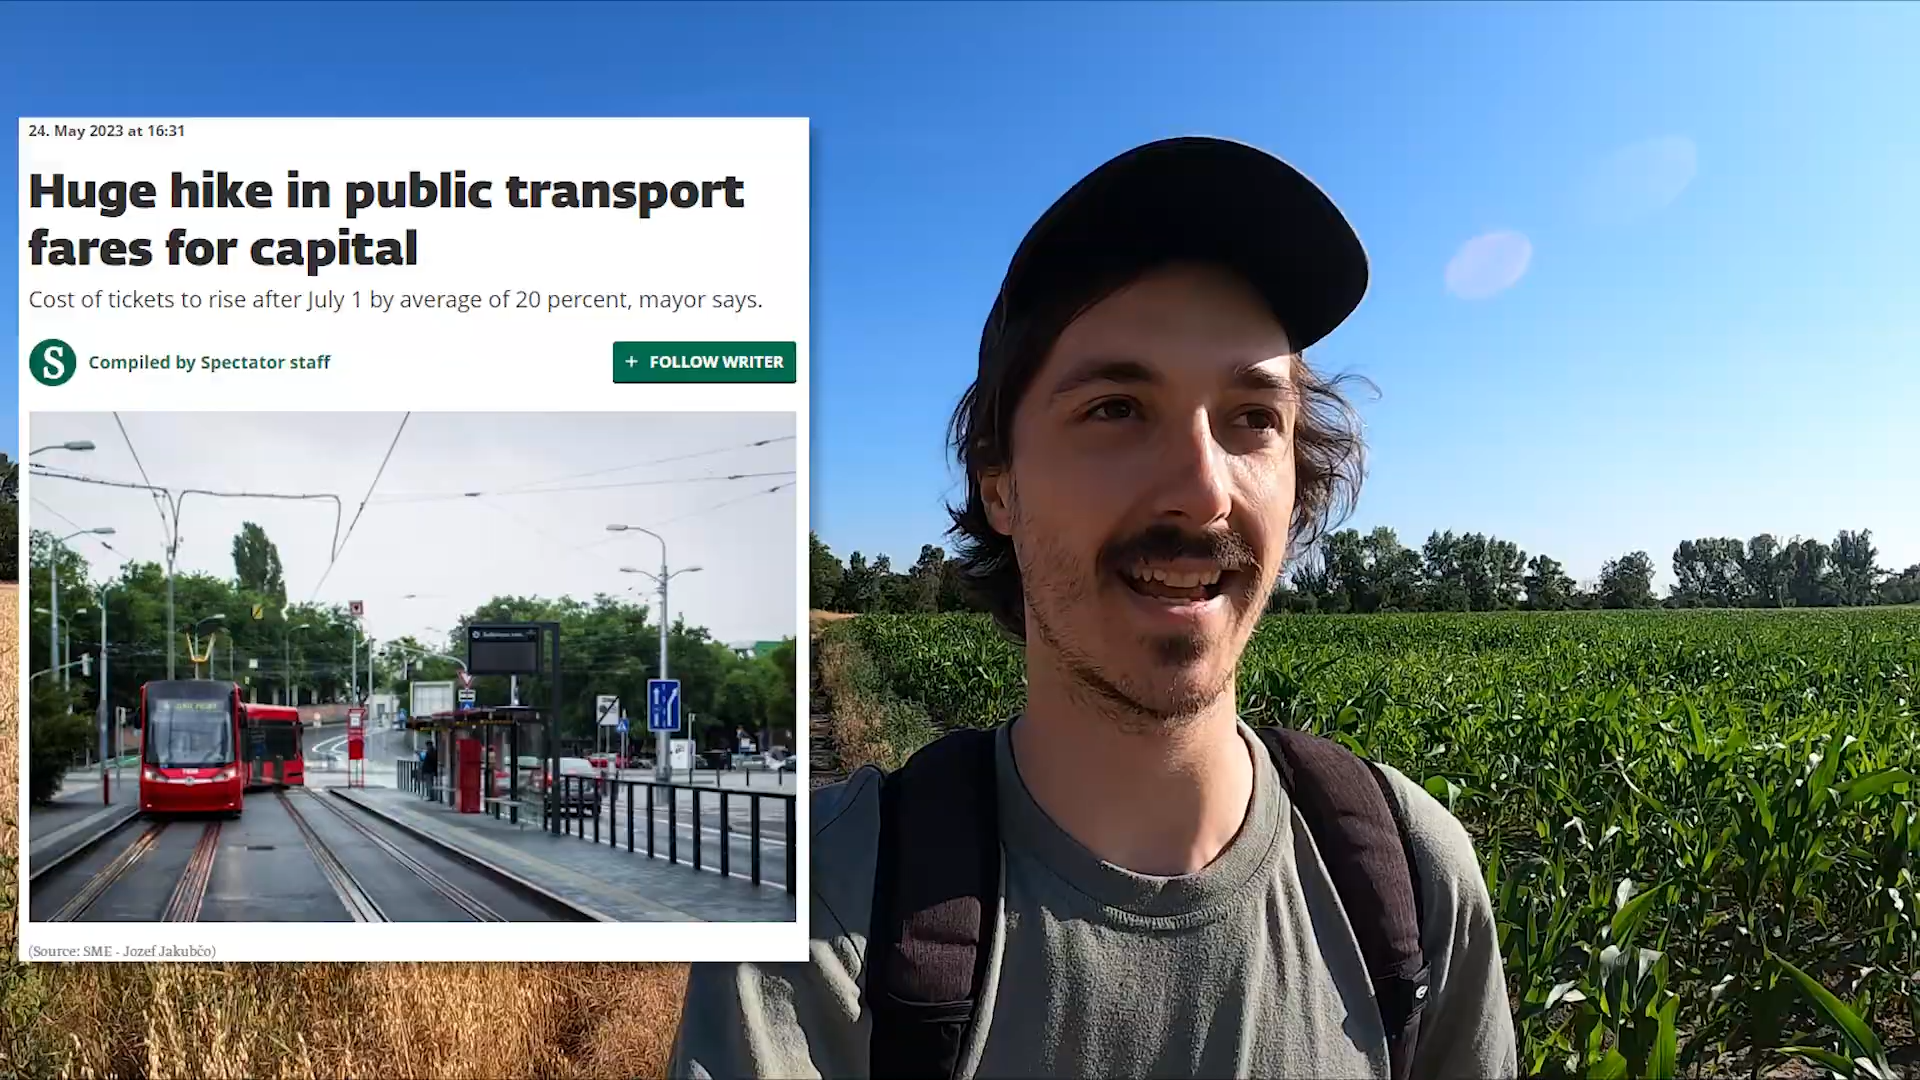 24. May 2023 at 16:31
Huge hike in public transport
fares for capital
Cost of tickets to rise after July 1 by average of 20 percent, mayor says.
S Compiled by Spectator staff
+ FOLLOW WRITER
(Source: SME - Jozef Jakubčo)